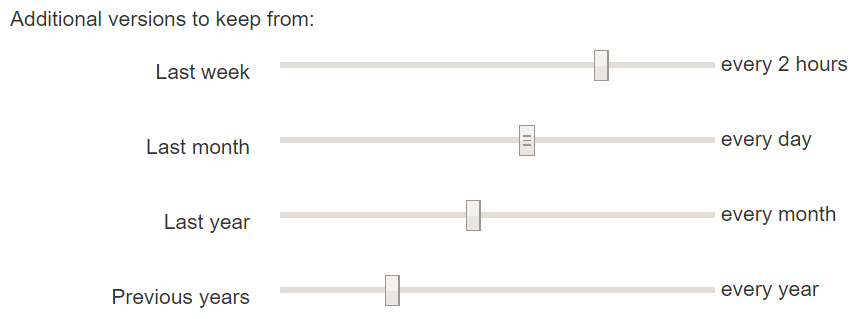 Additional versions to keep from:
Last week every 2 hours
Last month every day
Last year every month
Previous years every year